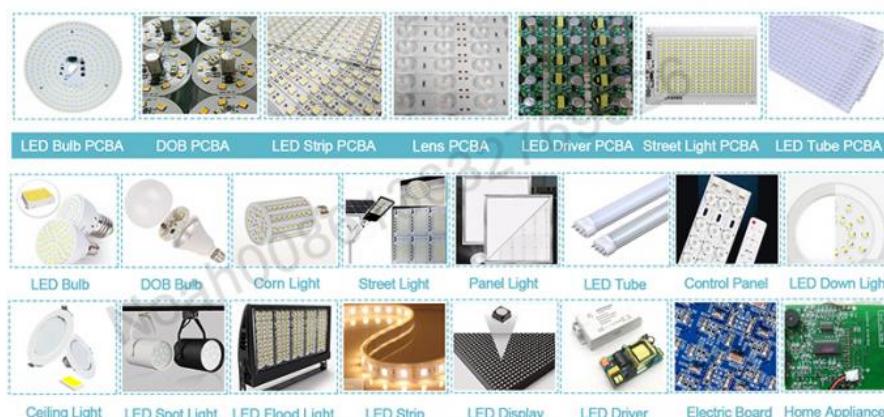 LED Bulb PCBA DOB PCBA LED Strip PCBA Lens PCBA LED Driver PCBA Street Light PCBA LED Tube PCBA
LED Bulb DOB Bulb Corn Light Street Light Panel Light LED Tube Control Panel LED Down Light
Ceiling Light LED Spot Light LED Flood Light LED Strip LED Display LED Driver Electric Board Home Appliance